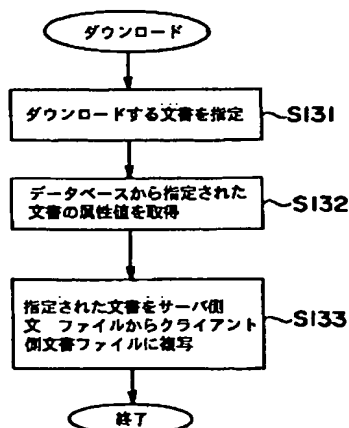 ダウンロード
ダウンロードする文書を指定
S131
データベースから指定された
文書の属性値を取得
S132
指定された文書をサーバ側
文 ファイルからクライアント
側文書ファイルに複写
S133
終了